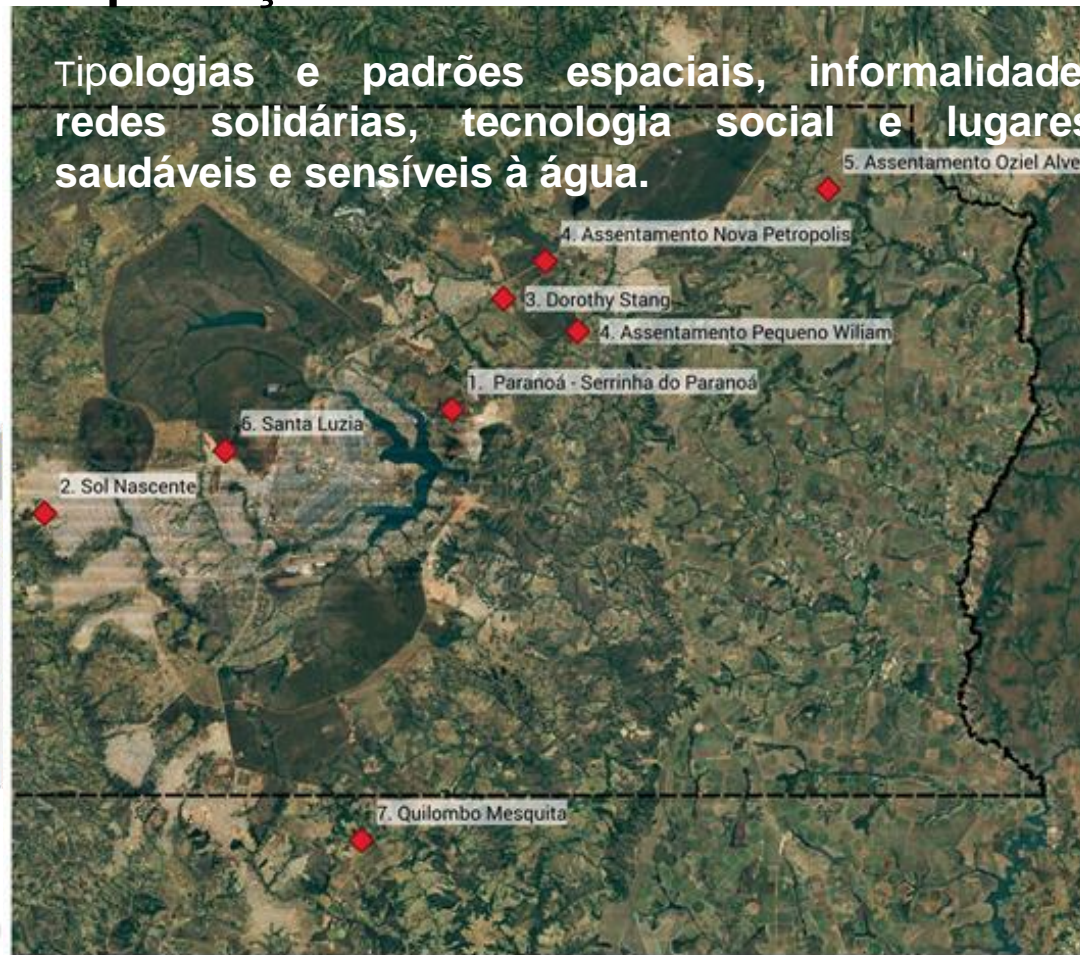 Tipologias e padrões espaciais, informalidade
redes solidárias, tecnologia social e lugares
saudáveis e sensíveis à água.
5. Assentamento Oziel Alve
4. Assentamento Nova Petropolis
3. Dorothy Stang
4. Assentamento Pequeno Wiliam
1. Paranoá - Serrinha do Paranoá
6. Santa Luzia
2. Sol Nascente
7. Quilombo Mesquita